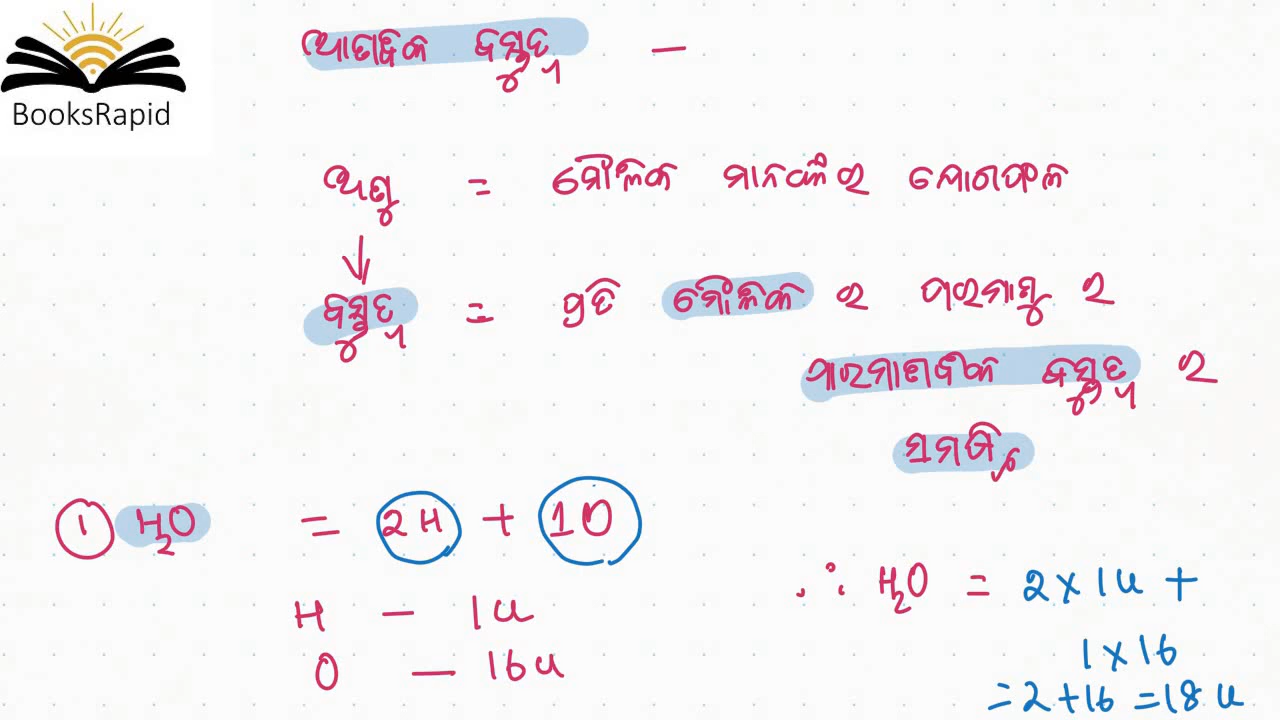 BooksRapid
ଆଣବିକ ବସ୍ତୁତ୍ୱ —
ଅଣୁ = ମୌଳିକ ମାନଙ୍କର ଯୋଗଫଳ
ବସ୍ତୁତ୍ୱ = ପ୍ରତି ମୌଳିକ ର ପରମାଣୁ ର
ପାରମାଣବିକ ବସ୍ତୁତ୍ୱ ର
ସମଷ୍ଟି
1 H₂O = 2H + 1O
H — 1u
O — 16u
∴ H₂O = 2 × 1u +
1 × 16
= 2 + 16 = 18 u